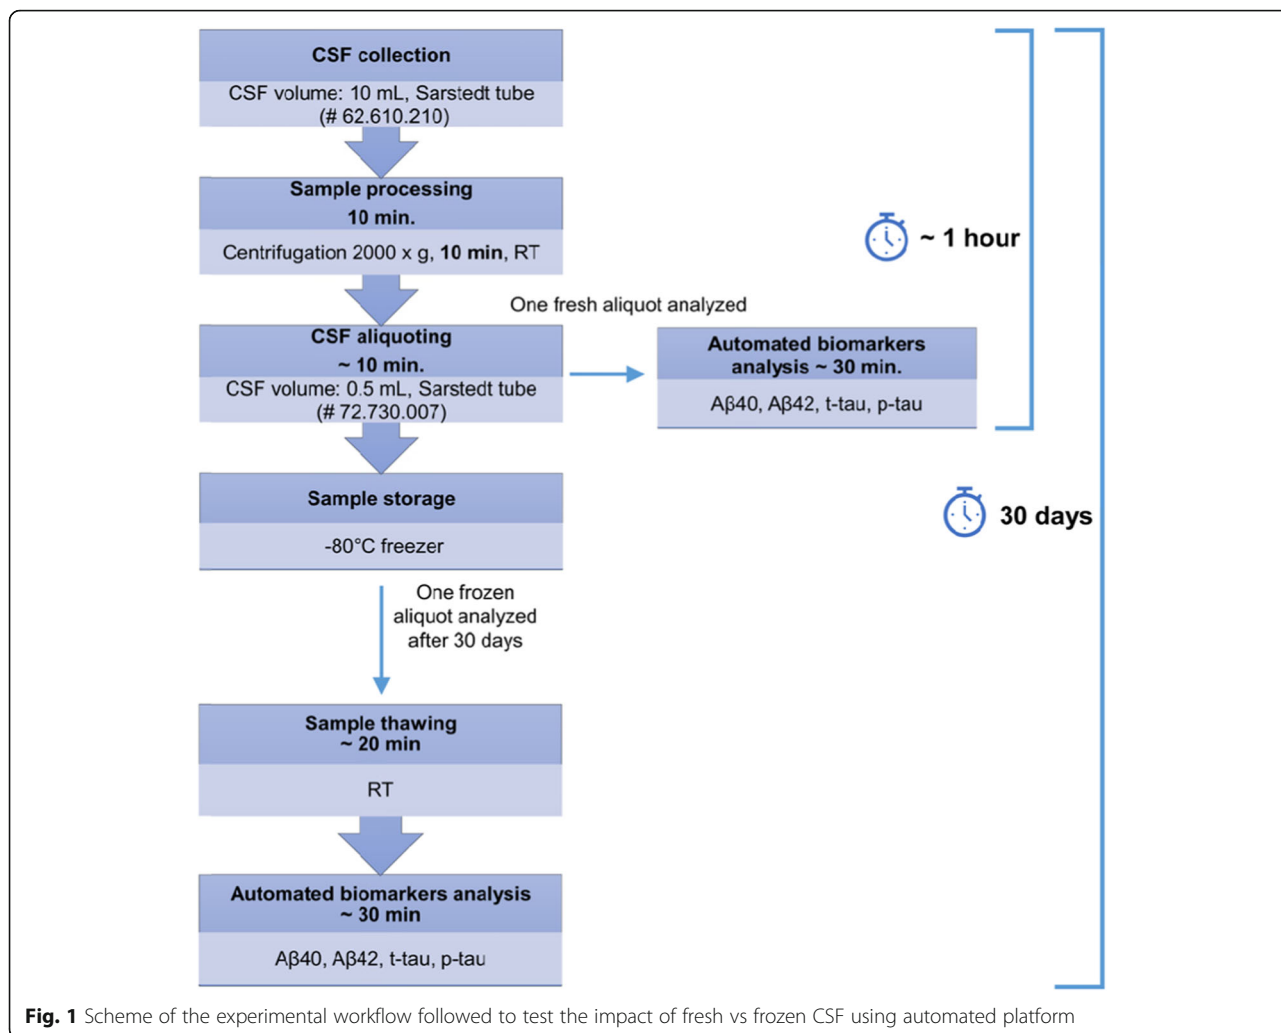 CSF collection
CSF volume: 10 mL, Sarstedt tube
(# 62.610.210)
Sample processing
10 min.
Centrifugation 2000 x g, 10 min, RT
~ 1 hour
One fresh aliquot analyzed
CSF aliquoting
~ 10 min.
CSF volume: 0.5 mL, Sarstedt tube
(# 72.730.007)
Automated biomarkers
analysis ~ 30 min.
Aβ40, Aβ42, t-tau, p-tau
Sample storage
-80°C freezer
30 days
One frozen
aliquot analyzed
after 30 days
Sample thawing
~ 20 min
RT
Automated biomarkers analysis
~ 30 min
Aβ40, Aβ42, t-tau, p-tau
Fig. 1 Scheme of the experimental workflow followed to test the impact of fresh vs frozen CSF using automated platform